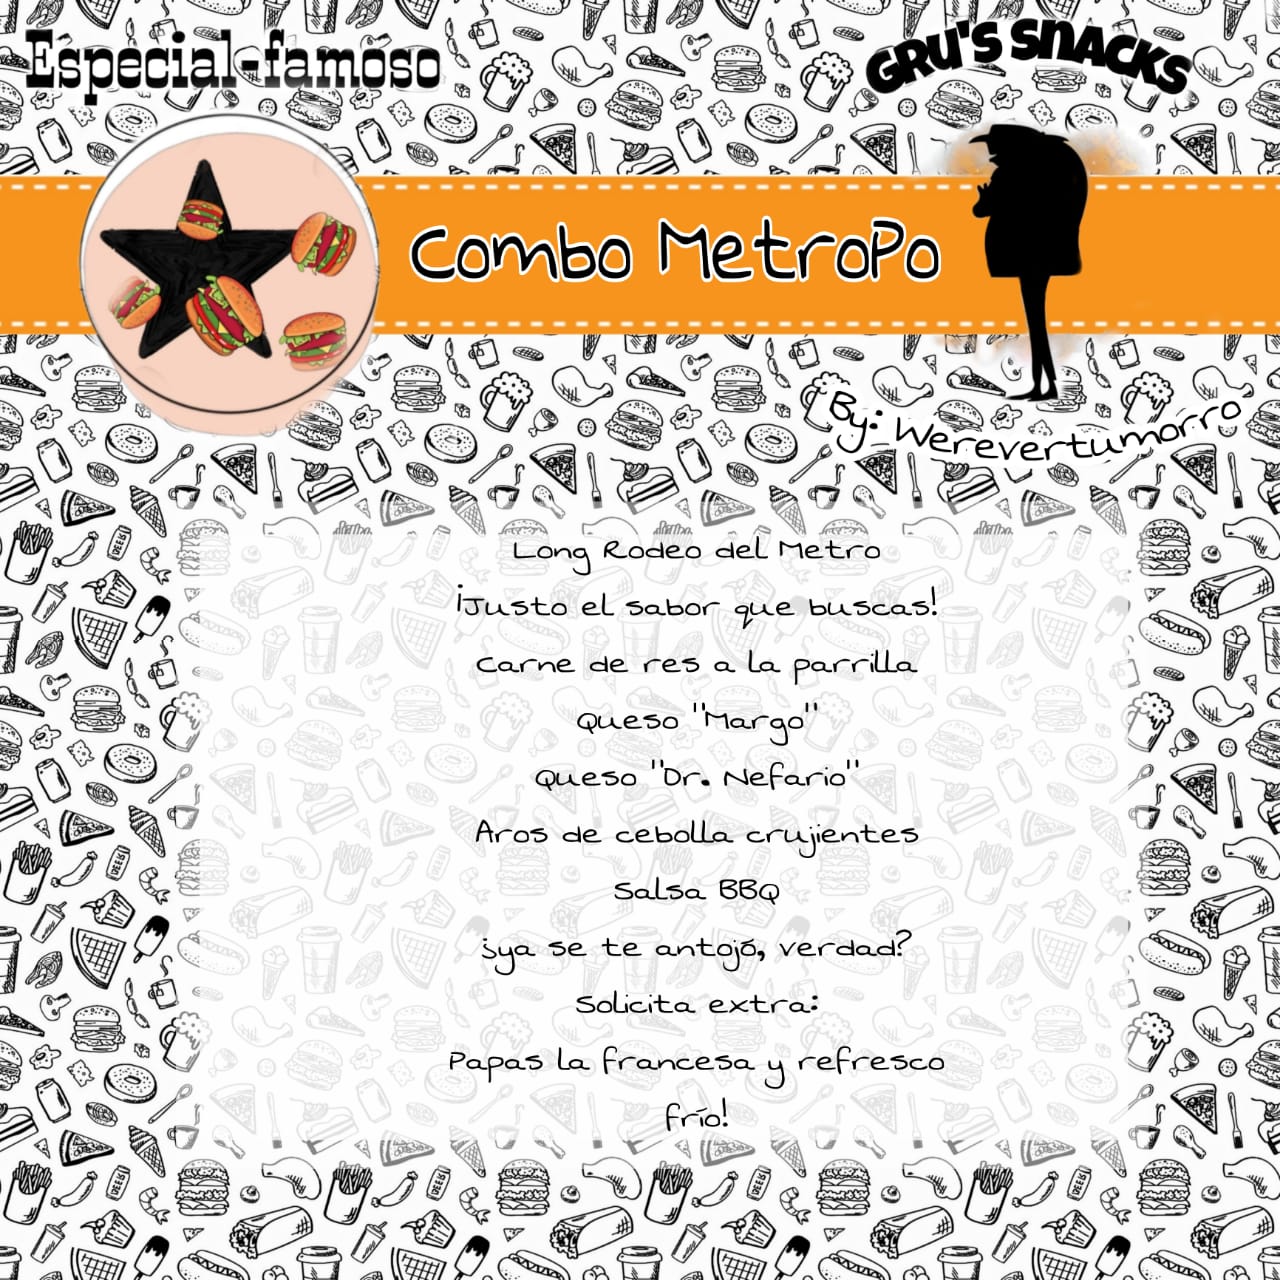 Especial-famoso
GRU'S SNACKS
Combo MetroPo
By: Werevertumorro
Long Rodeo del Metro
¡Justo el sabor que buscas!
Carne de res a la parrilla
Queso "Margo"
Queso "Dr. Nefario"
Aros de cebolla crujientes
Salsa BBQ
¿ya se te antojó, verdad?
Solicita extra:
Papas la francesa y refresco
frío!